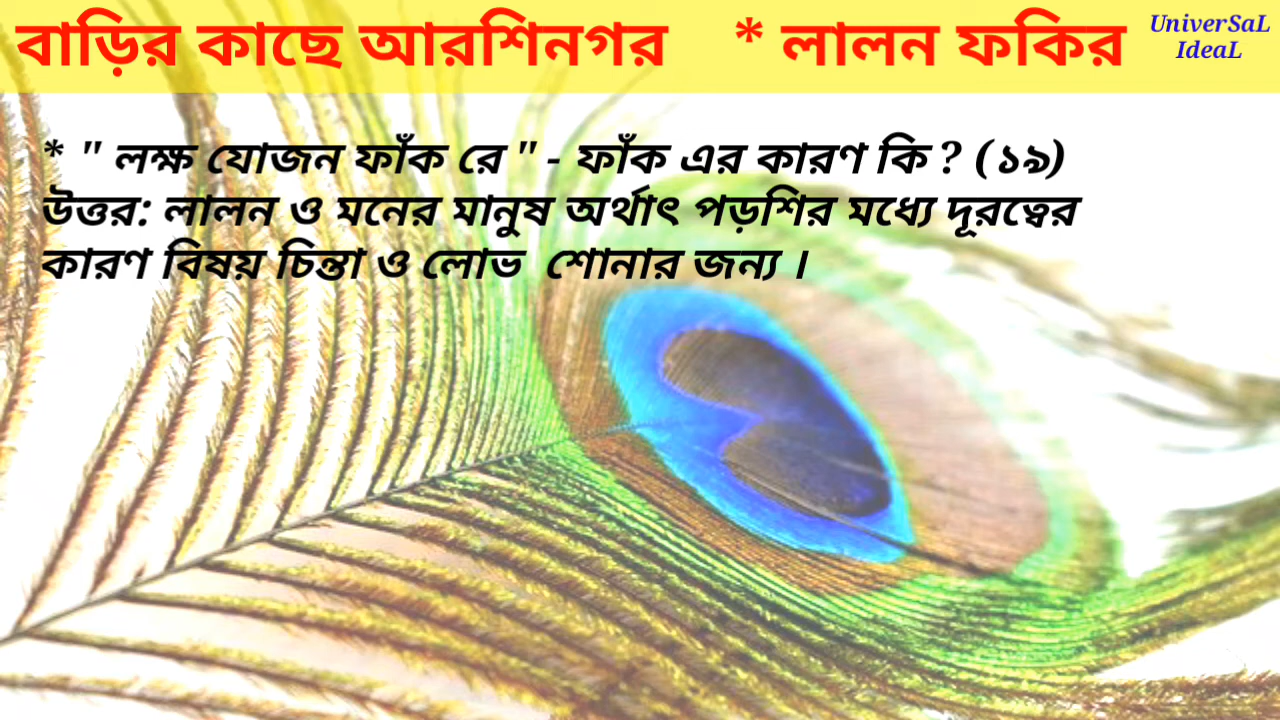 বাড়ির কাছে আরশিনগর * লালন ফকির
UniverSaL
IdeaL
* " লক্ষ যোজন ফাঁক রে " - ফাঁক এর কারণ কি ? (১৯)
উত্তর: লালন ও মনের মানুষ অর্থাৎ পড়শির মধ্যে দূরত্বের
কারণ বিষয় চিন্তা ও লোভ শোনার জন্য ।